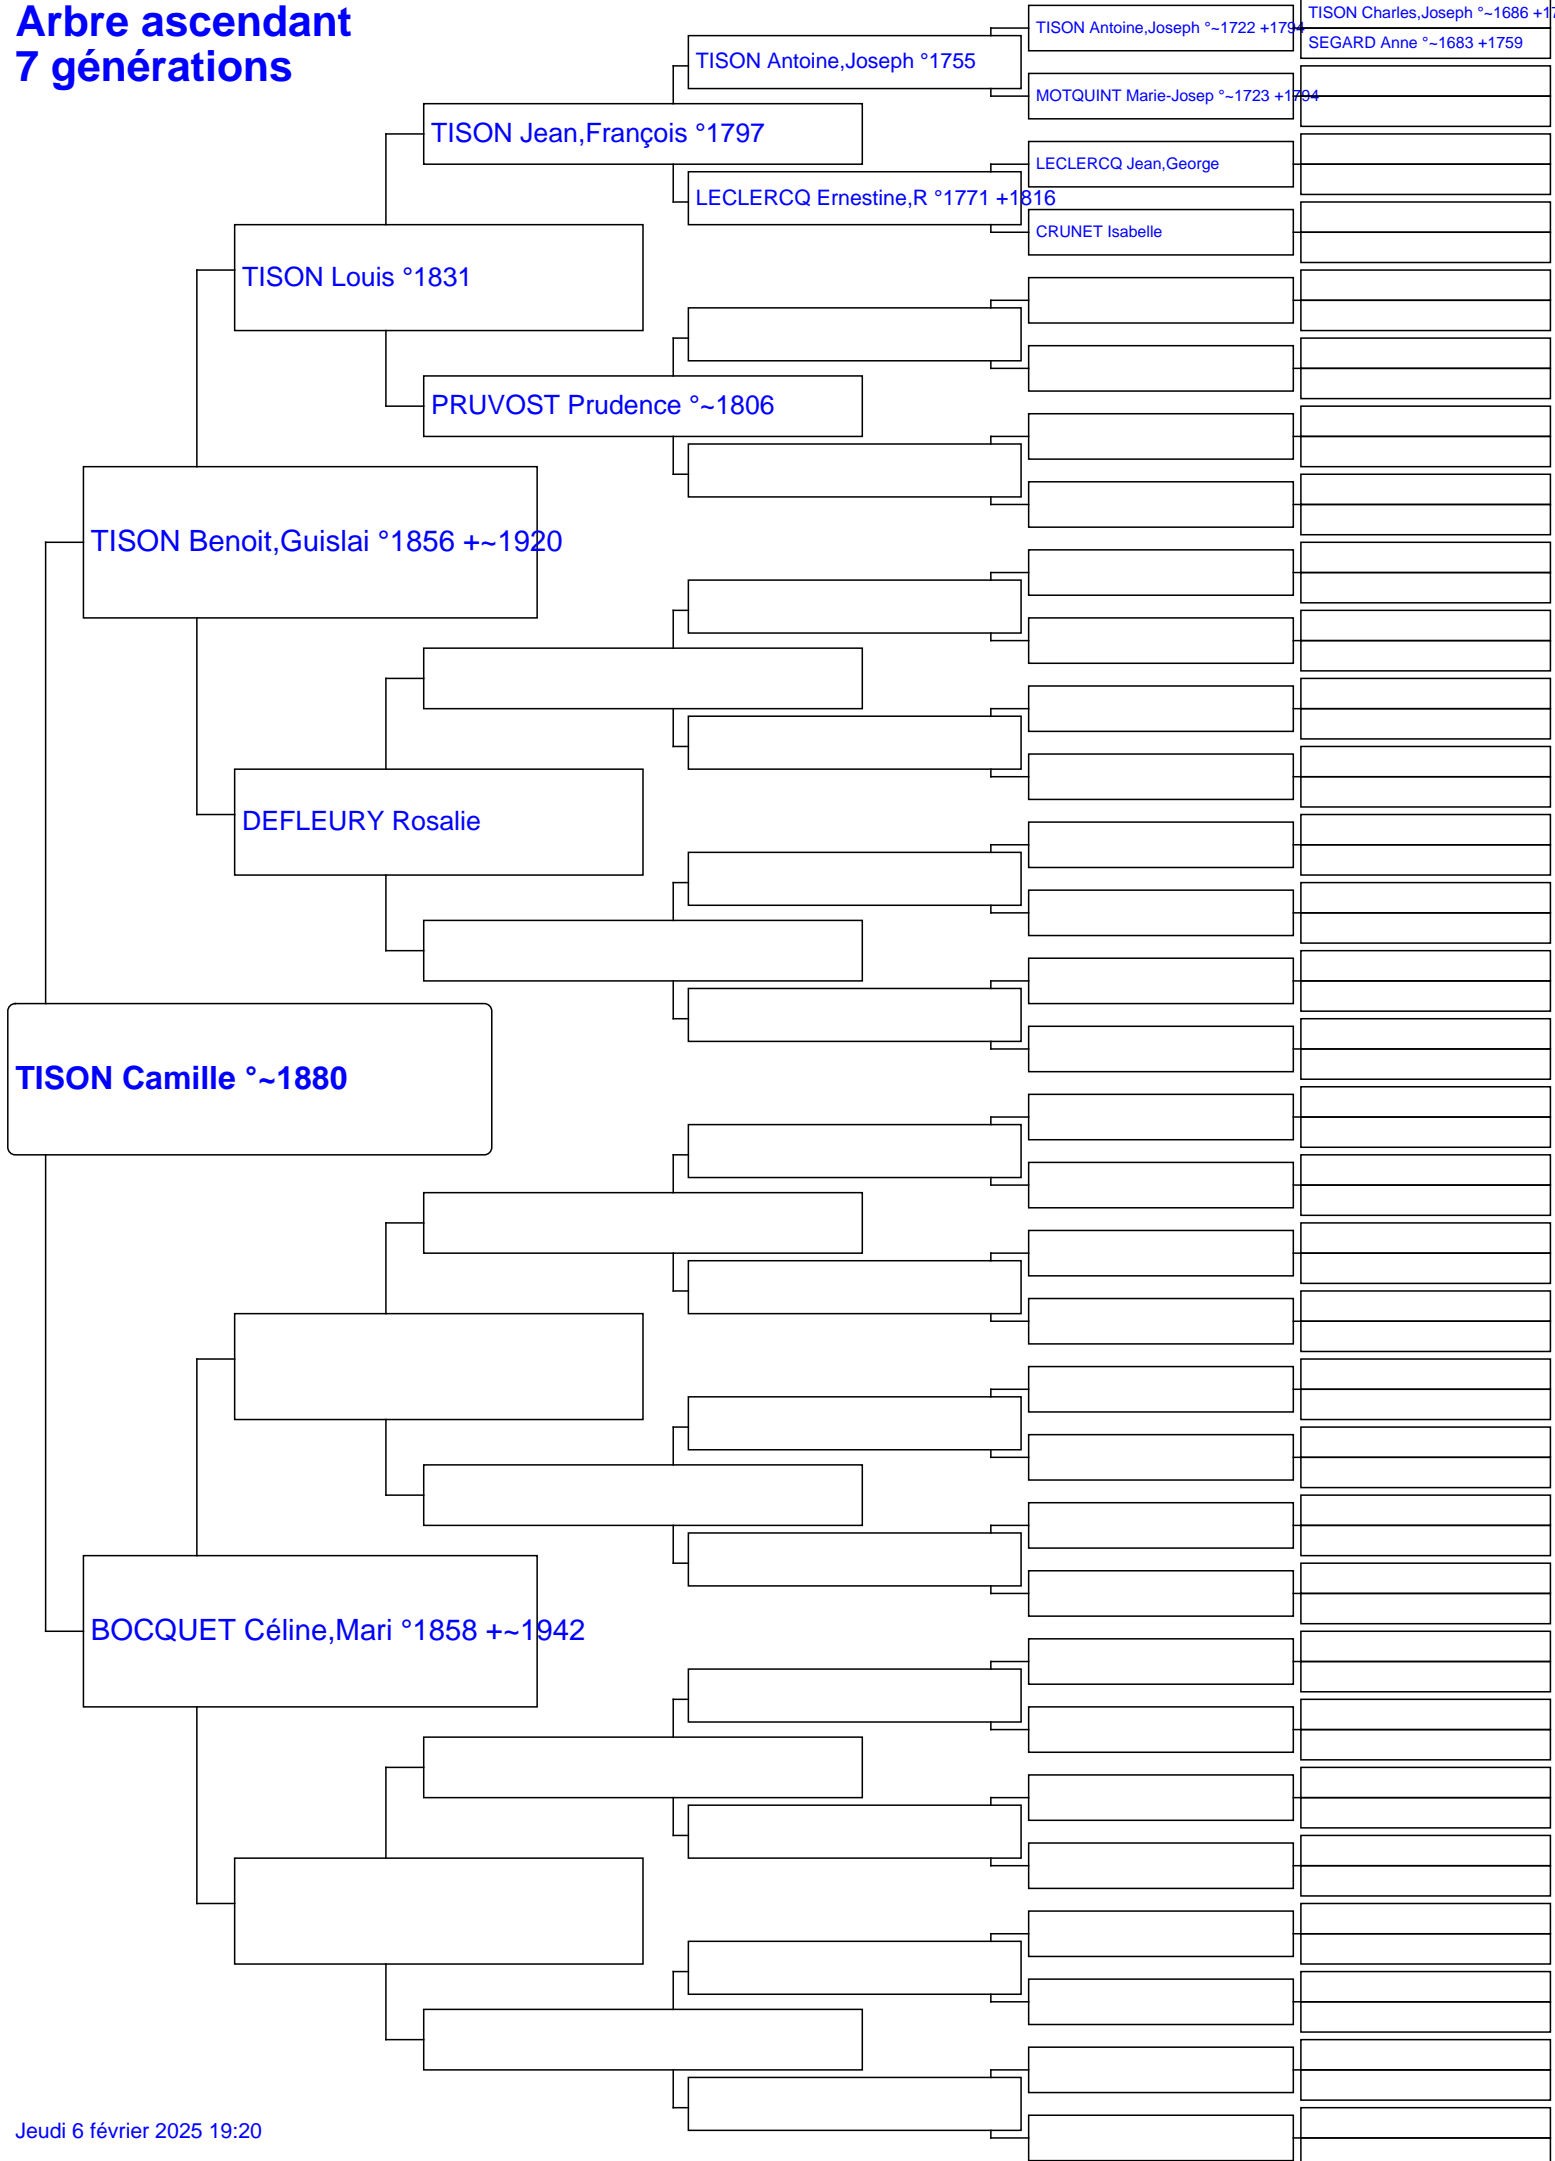 Arbre ascendant
7 générations
TISON Charles,Joseph °~1686
TISON Antoine,Joseph °~1722 +1794
SEGARD Anne °~1683 +1759
TISON Antoine,Joseph °1755
MOTQUINT Marie-Josep °~1723 +1794
TISON Jean,François °1797
LECLERCQ Jean,George
LECLERCQ Ernestine,R °1771 +1816
CRUNET Isabelle
TISON Louis °1831
PRUVOST Prudence °~1806
TISON Benoit,Guislai °1856 +~1920
DEFLEURY Rosalie
TISON Camille °~1880
BOCQUET Céline,Mari °1858 +~1942
Jeudi 6 février 2025 19:20